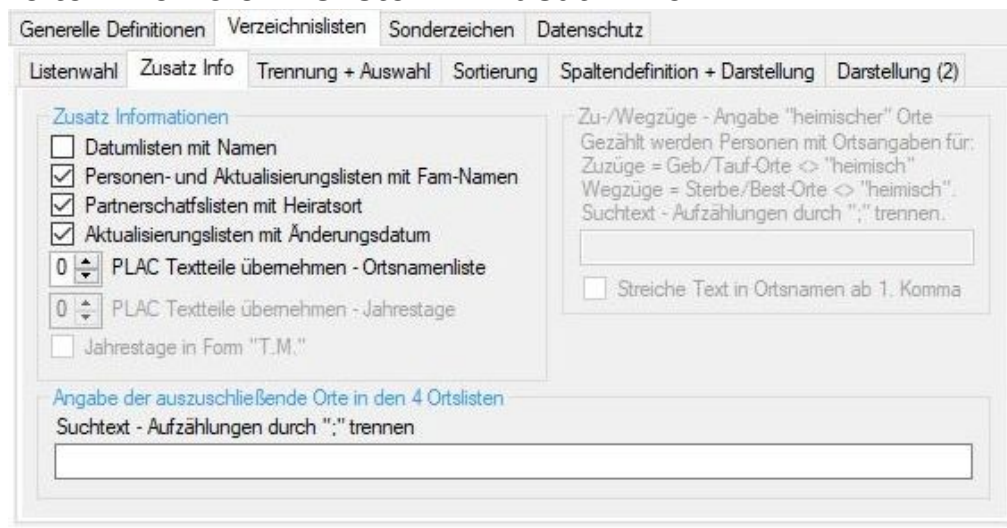 Generelle Definitionen Verzeichnislisten Sonderzeichen Datenschutz
Listenwahl Zusatz Info Trennung + Auswahl Sortierung Spaltendefinition + Darstellung Darstellung (2)
Zusatz Informationen
Datumlisten mit Namen
Personen- und Aktualisierungslisten mit Fam-Namen
Partnerschatfslisten mit Heiratsort
Aktualisierungslisten mit Änderungsdatum
0 PLAC Textteile übernehmen - Ortsnamenliste
0 PLAC Textteile übernehmen - Jahrestage
Jahrestage in Form "T.M."
Zu-/Wegzüge - Angabe "heimischer" Orte
Gezählt werden Personen mit Ortsangaben für:
Zuzüge = Geb/Tauf-Orte <> "heimisch"
Wegzüge = Sterbe/Best-Orte <> "heimisch".
Suchtext - Aufzählungen durch ";" trennen.
Streiche Text in Ortsnamen ab 1. Komma
Angabe der auszuschließende Orte in den 4 Ortslisten
Suchtext - Aufzählungen durch ";" trennen